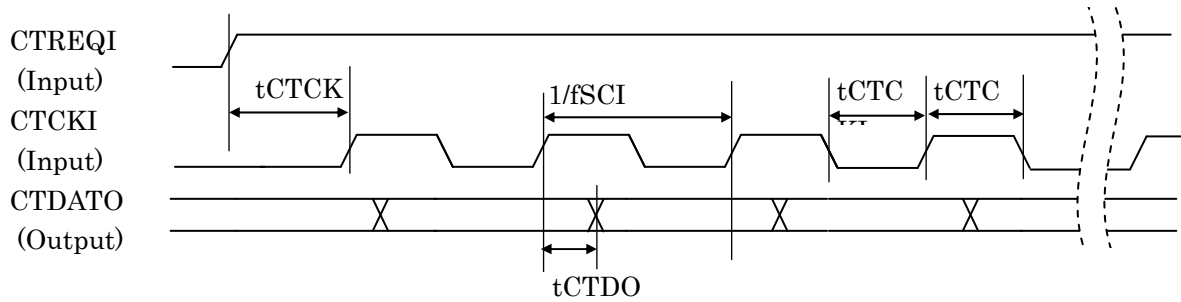 CTREQI
(Input)
tCTCK
1/fSCI
tCTC
tCTC
CTCKI
(Input)
CTDATO
(Output)
tCTDO